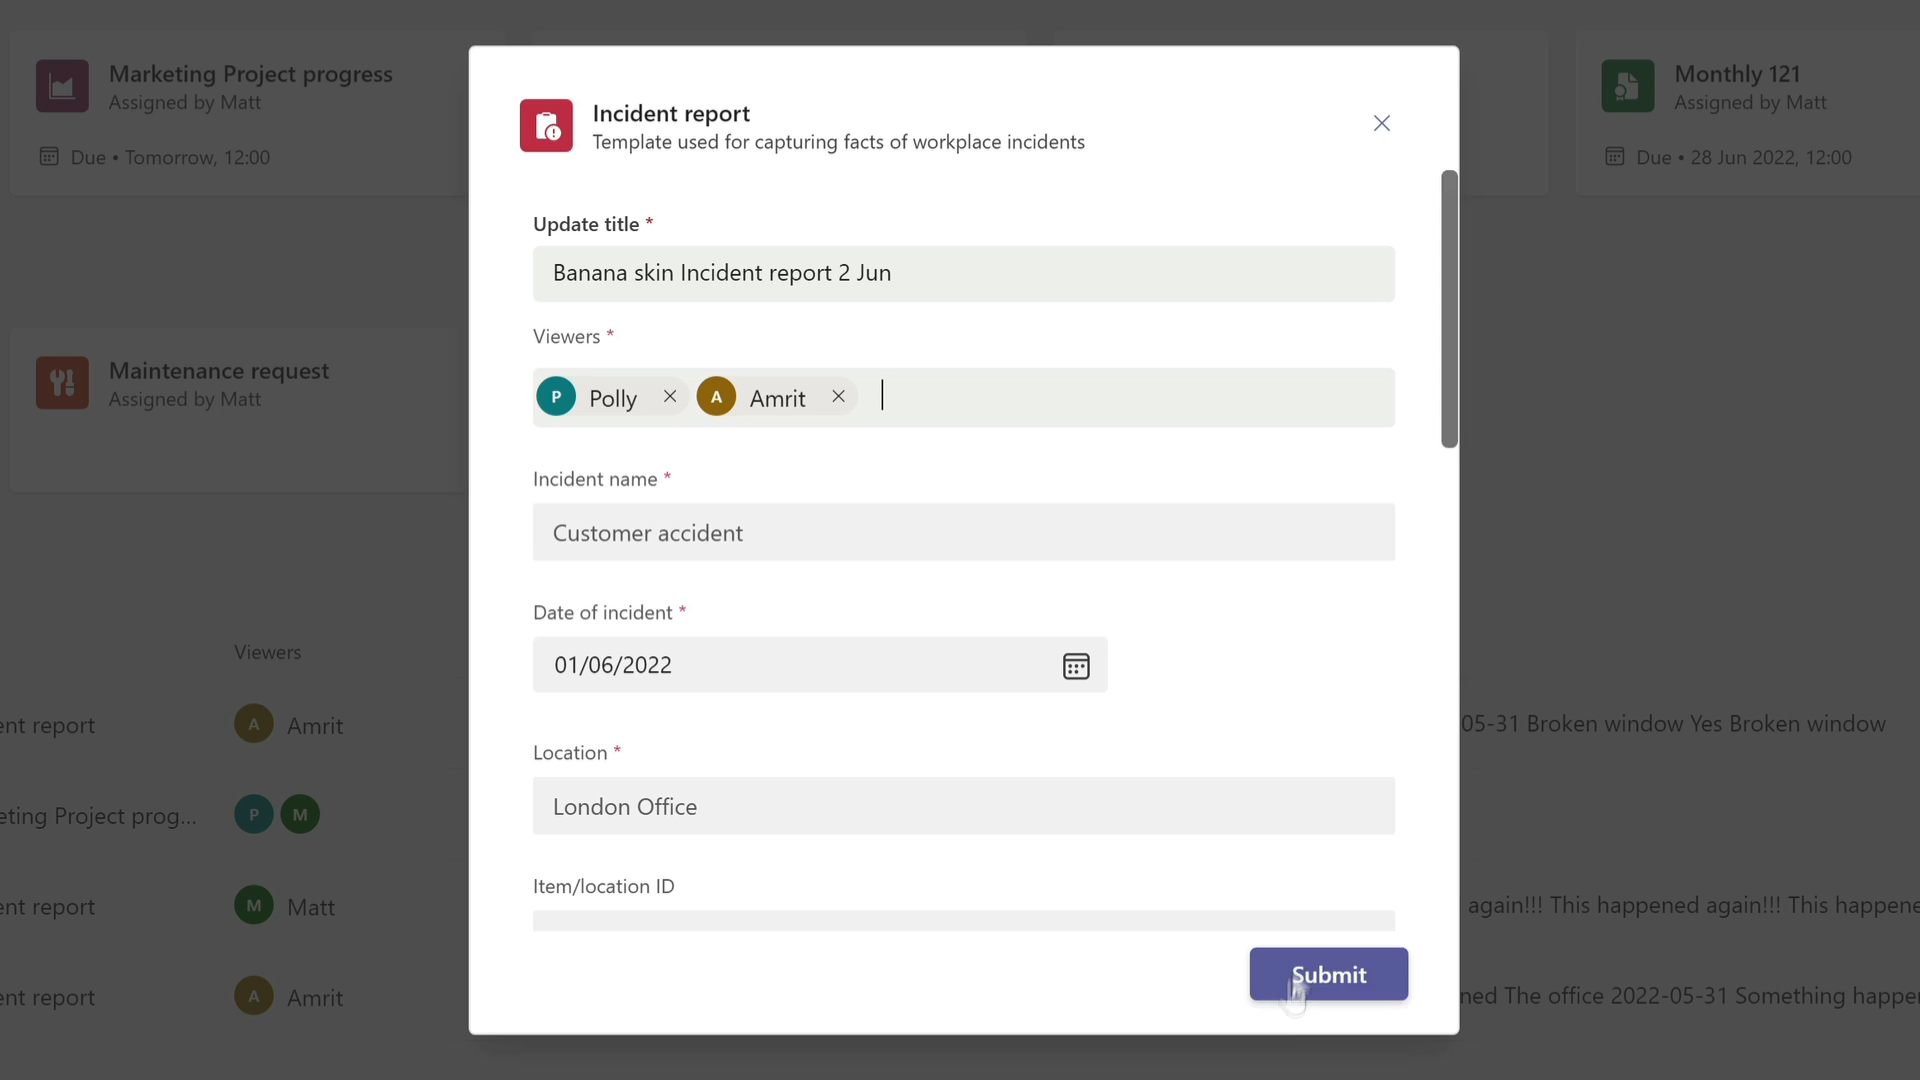 Marketing Project progress
Assigned by Matt
Due • Tomorrow, 12:00
Monthly 121
Assigned by Matt
Due • 28 Jun 2022, 12:00
Maintenance request
Assigned by Matt
Viewers
ent report
A Amrit
05-31 Broken window Yes Broken window
eting Project prog...
P M
ent report
M Matt
again!!! This happened again!!! This happene
ent report
A Amrit
ned The office 2022-05-31 Something happe
Incident report
Template used for capturing facts of workplace incidents
Update title *
Banana skin Incident report 2 Jun
Viewers *
P Polly A Amrit
Incident name *
Customer accident
Date of incident *
01/06/2022
Location *
London Office
Item/location ID
Submit